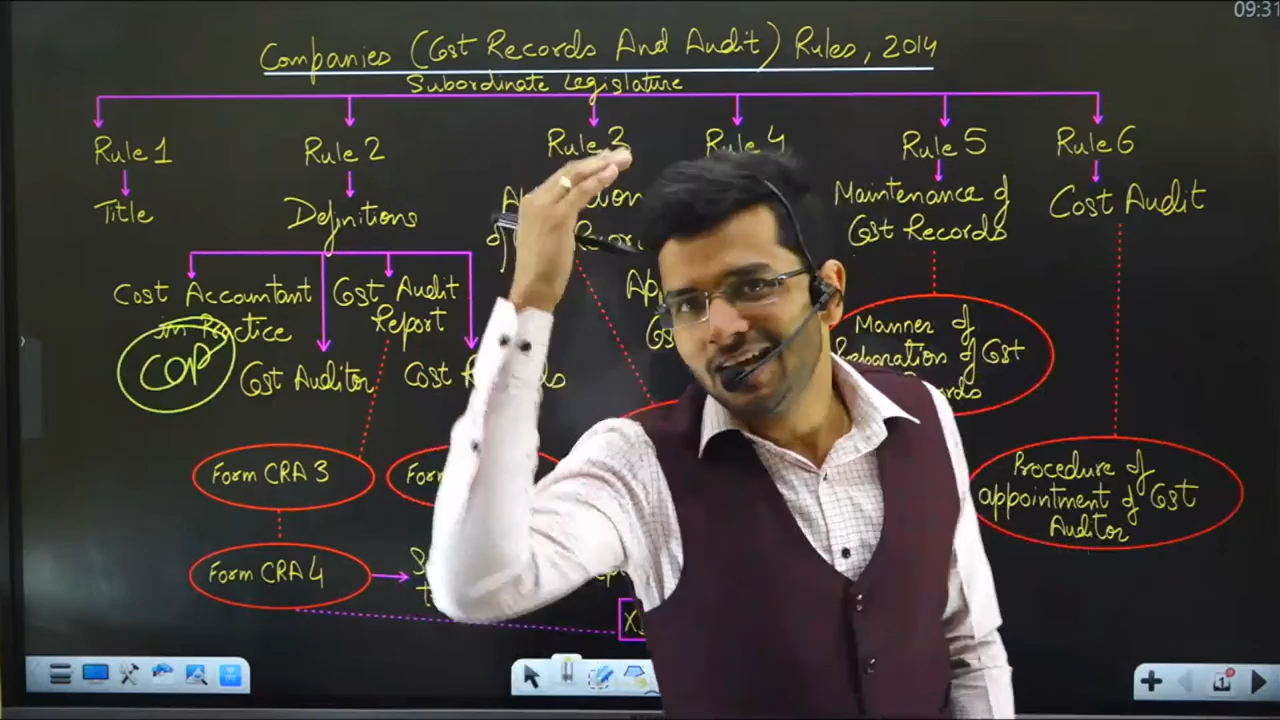 09:31
Companies (Cost Records And Audit) Rules, 2014
Subordinate Legislature
Rule 1
Rule 2
Rule 3
Rule 4
Rule 5
Rule 6
Title
Definitions
Maintenance of
Cost Records
Cost Audit
Cost Accountant
in Practice
COP
Cost Auditor
Cost Audit
Report
Cost
Manner of
Preparation of Cost
Form CRA 3
Form CRA 4
Procedure of
appointment of Cost
Auditor
1